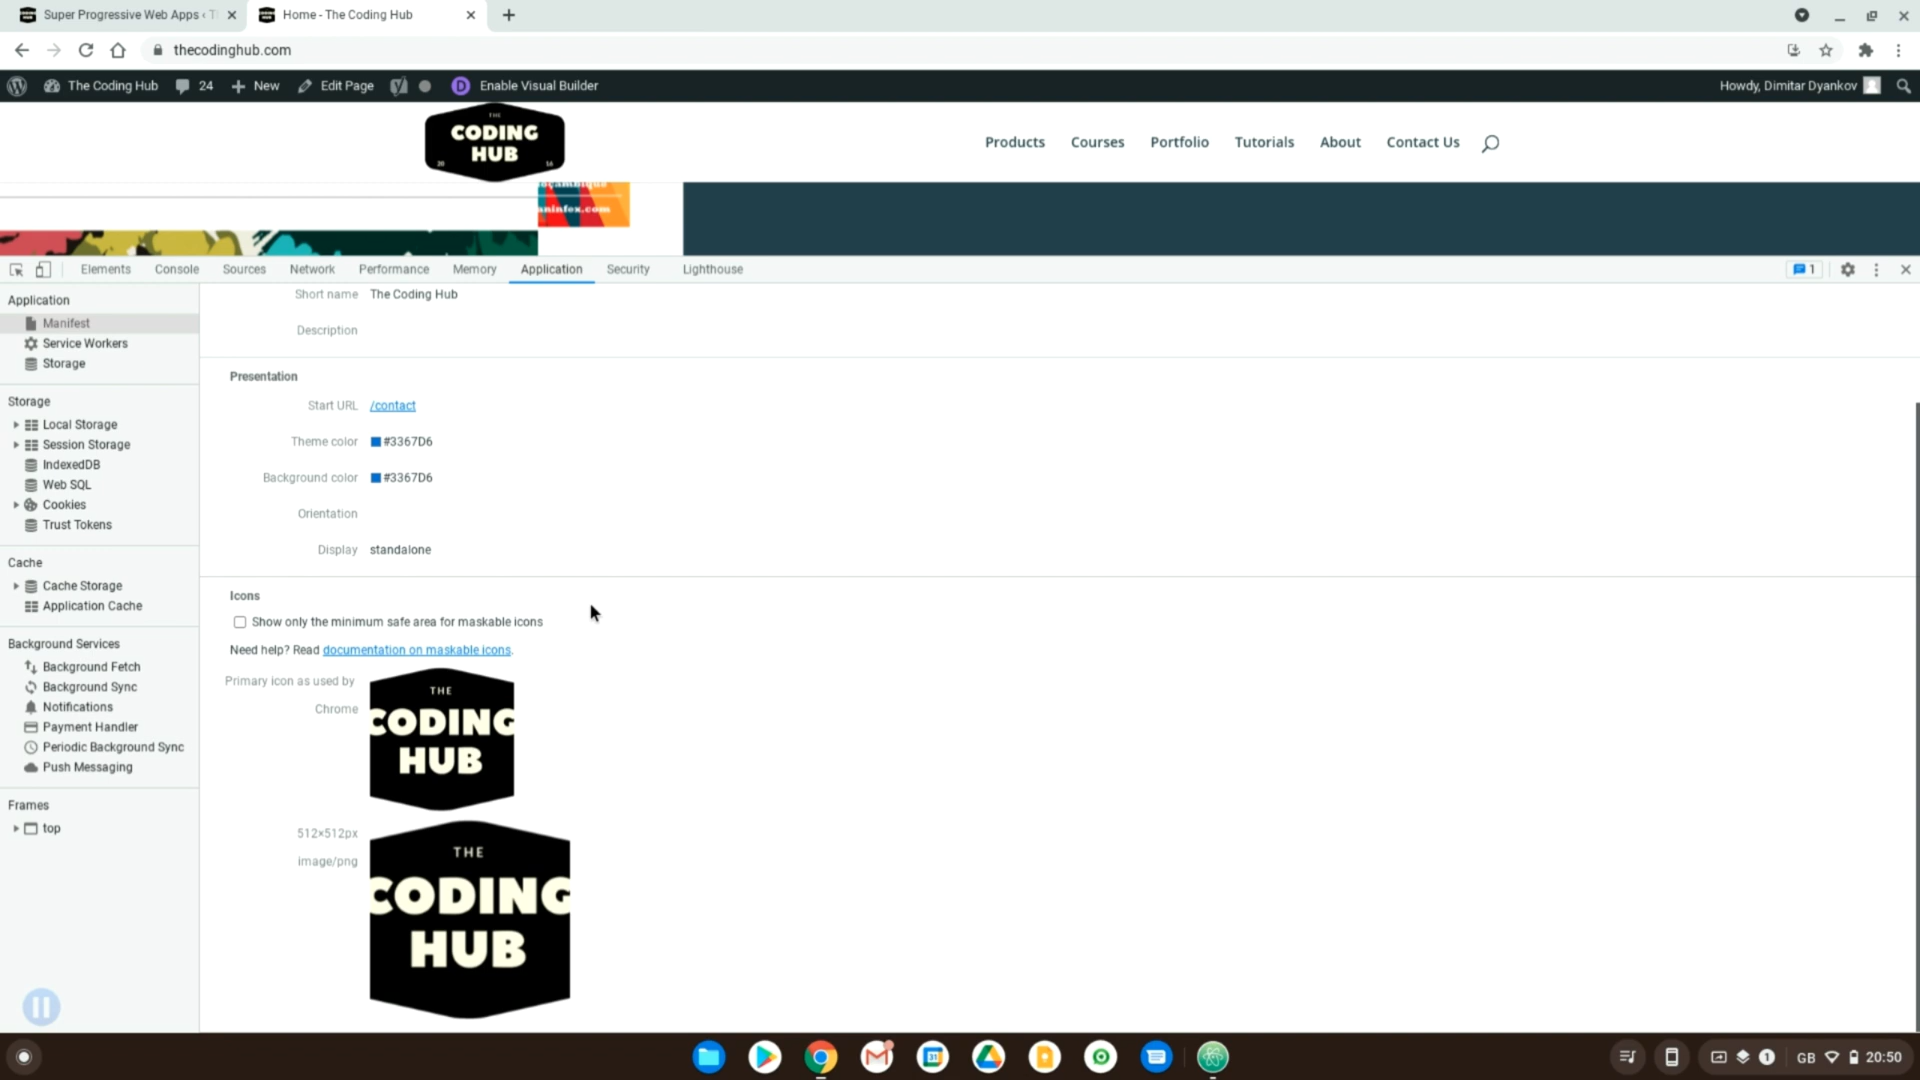 Super Progressive Web Apps ‹ T
Home - The Coding Hub
thecodinghub.com
The Coding Hub
24
New
Edit Page
Enable Visual Builder
Howdy, Dimitar Dyankov
THE
CODING
HUB
20 16
Products
Courses
Portfolio
Tutorials
About
Contact Us
aninfex.com
Elements
Console
Sources
Network
Performance
Memory
Application
Security
Lighthouse
1
Application
Manifest
Service Workers
Storage
Storage
Local Storage
Session Storage
IndexedDB
Web SQL
Cookies
Trust Tokens
Cache
Cache Storage
Application Cache
Background Services
Background Fetch
Background Sync
Notifications
Payment Handler
Periodic Background Sync
Push Messaging
Frames
top
Short name The Coding Hub
Description
Presentation
Start URL /contact
Theme color #3367D6
Background color #3367D6
Orientation
Display standalone
Icons
Show only the minimum safe area for maskable icons
Need help? Read documentation on maskable icons.
Primary icon as used by
Chrome
THE
CODING
HUB
512×512px
image/png
THE
CODING
HUB
31
1
GB
20:50